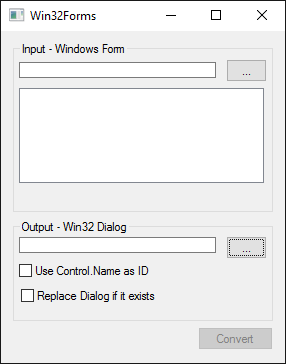 Win32Forms
Input - Windows Form
...
Output - Win32 Dialog
...
Use Control.Name as ID
Replace Dialog if it exists
Convert